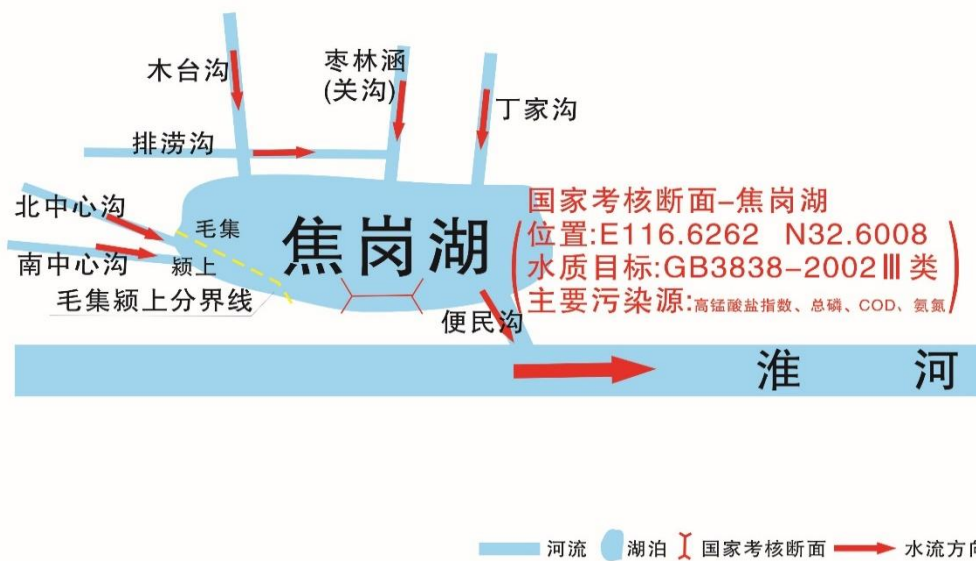 木台沟
枣林涵
(关沟)
丁家沟
排涝沟
北中心沟
南中心沟
毛集
颍上
毛集颍上分界线
焦岗湖
便民沟
国家考核断面-焦岗湖
位置:E116.6262 N32.6008
水质目标:GB3838-2002Ⅲ类
主要污染源:高锰酸盐指数、总磷、COD、氨氮
淮河
河流 湖泊 国家考核断面 水流方向